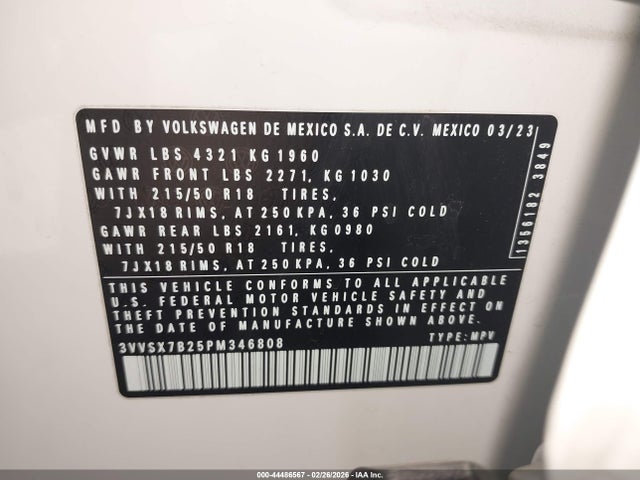 MFD BY VOLKSWAGEN DE MEXICO S.A. DE C.V. MEXICO 03/23
GVWR LBS 4321 KG 1960
GAWR FRONT LBS 2271, KG 1030
WITH 215/50 R18 TIRES,
7JX18 RIMS, AT 250 KPA, 36 PSI COLD
GAWR REAR LBS 2161, KG 0980
WITH 215/50 R18 TIRES,
7JX18 RIMS, AT 250 KPA, 36 PSI COLD
1356182 3849
THIS VEHICLE CONFORMS TO ALL APPLICABLE
U.S. FEDERAL MOTOR VEHICLE SAFETY AND
THEFT PREVENTION STANDARDS IN EFFECT ON
THE DATE OF MANUFACTURE SHOWN ABOVE.
3VVSX7B25PM346808 TYPE: MPV
000-44486567 - 02/26/2026 - IAA Inc.